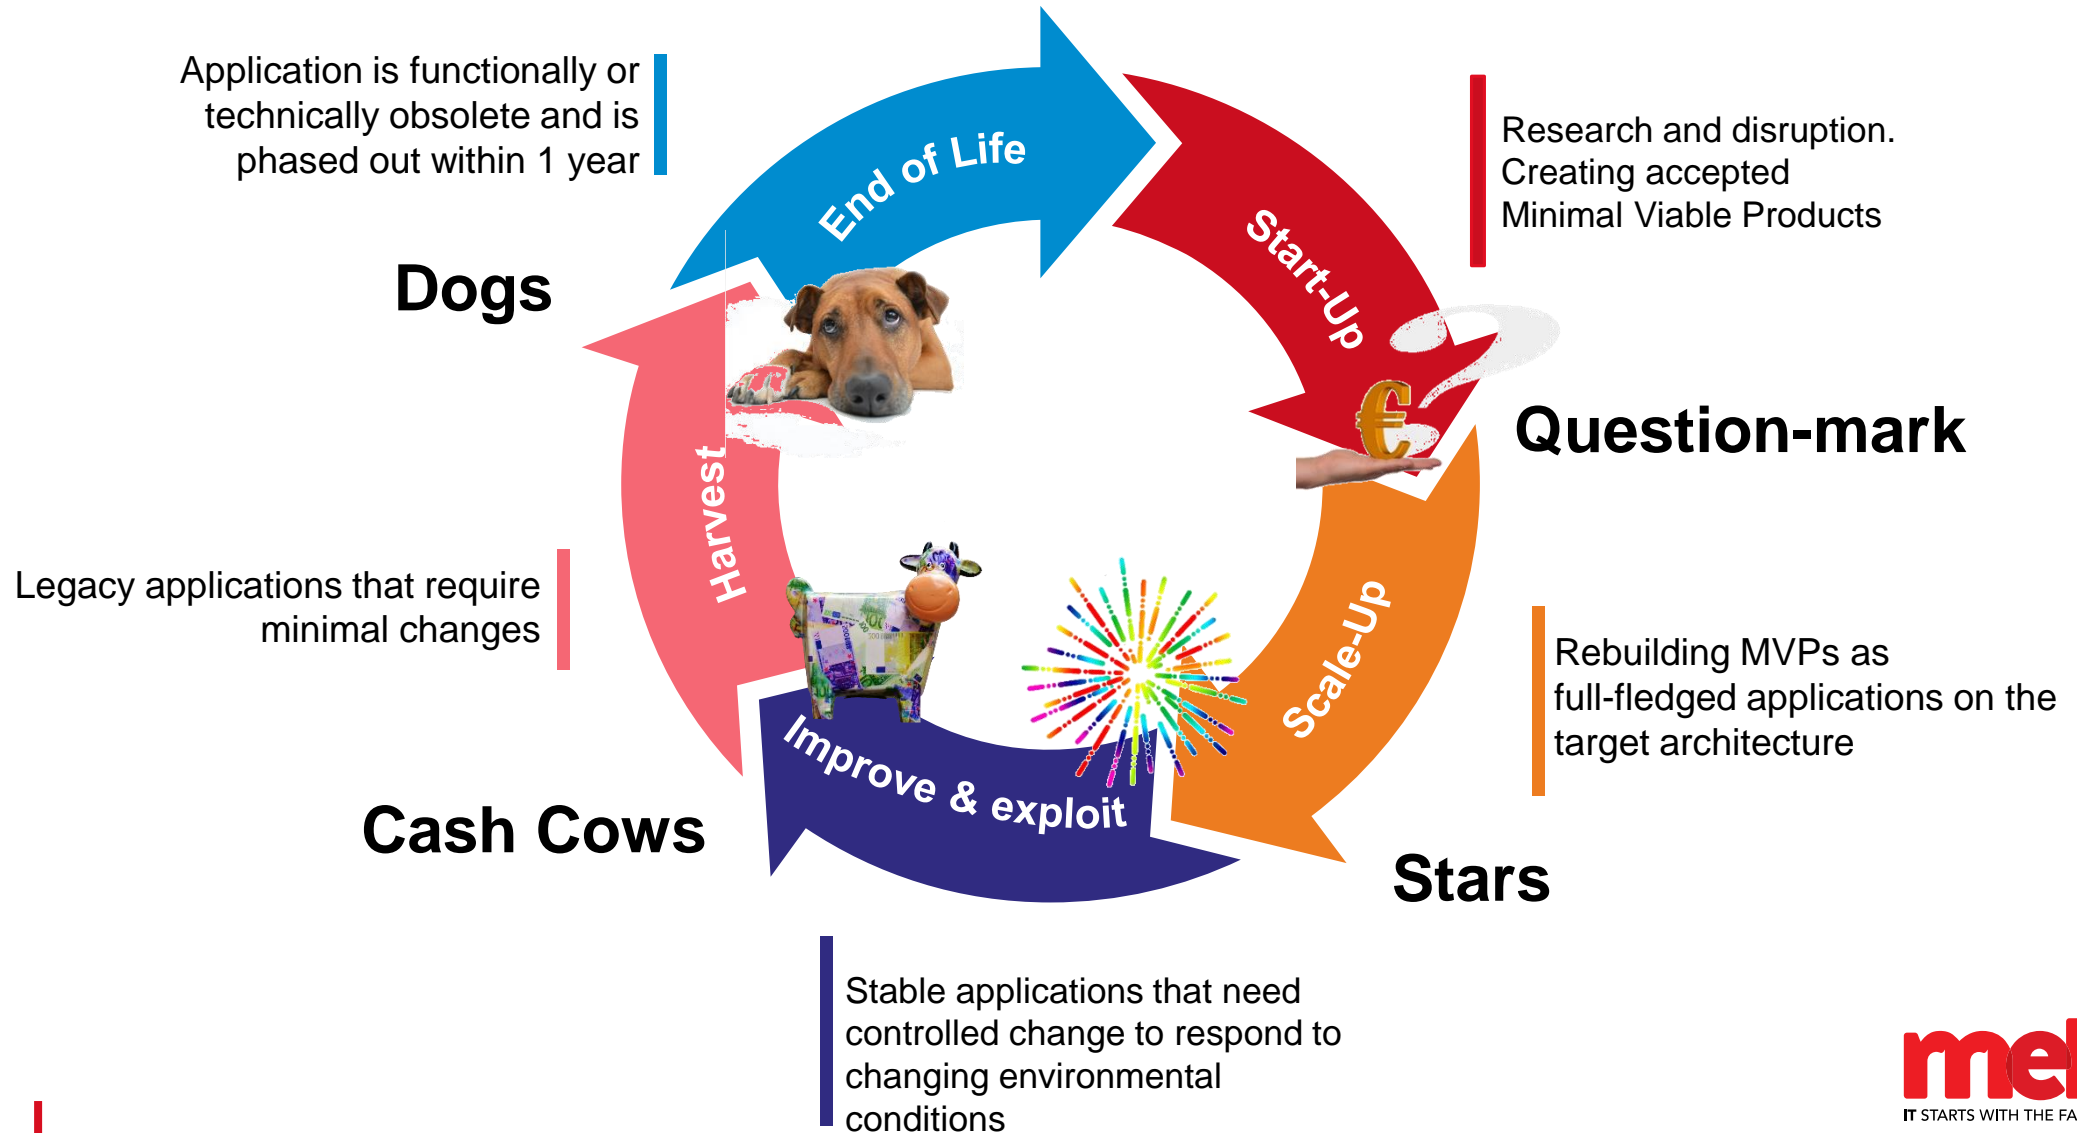 Application is functionally or
technically obsolete and is
phased out within 1 year
End of Life
Research and disruption.
Creating accepted
Minimal Viable Products
Start-Up
Dogs
Question-mark
Harvest
Legacy applications that require
minimal changes
Scale-Up
Rebuilding MVPs as
full-fledged applications on the
target architecture
Improve & exploit
Cash Cows
Stars
Stable applications that need
controlled change to respond to
changing environmental
conditions
IT STARTS WITH THE FA